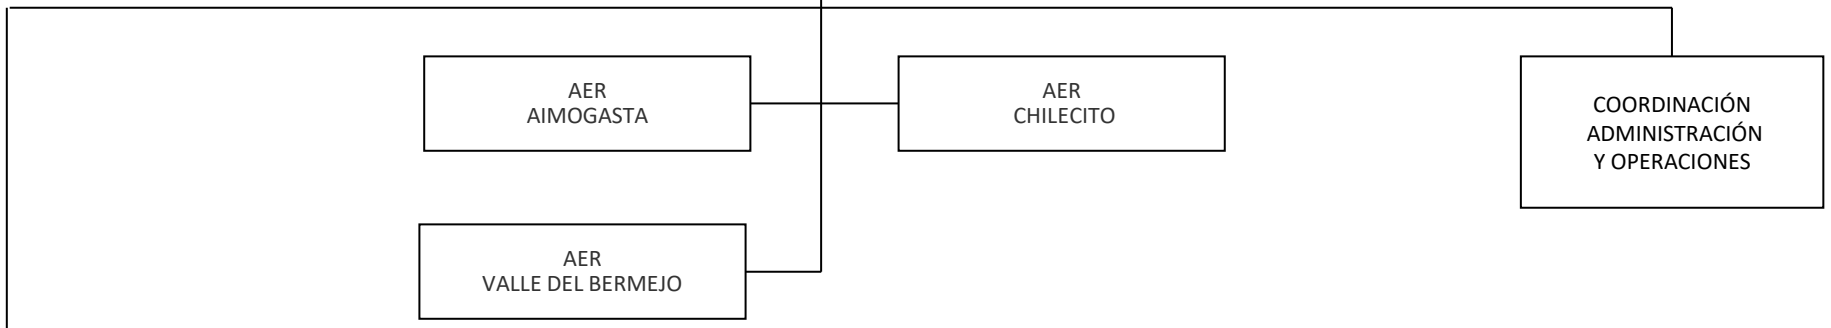 AER
AIMOGASTA
AER
CHILECITO
COORDINACIÓN
ADMINISTRACIÓN
Y OPERACIONES
AER
VALLE DEL BERMEJO